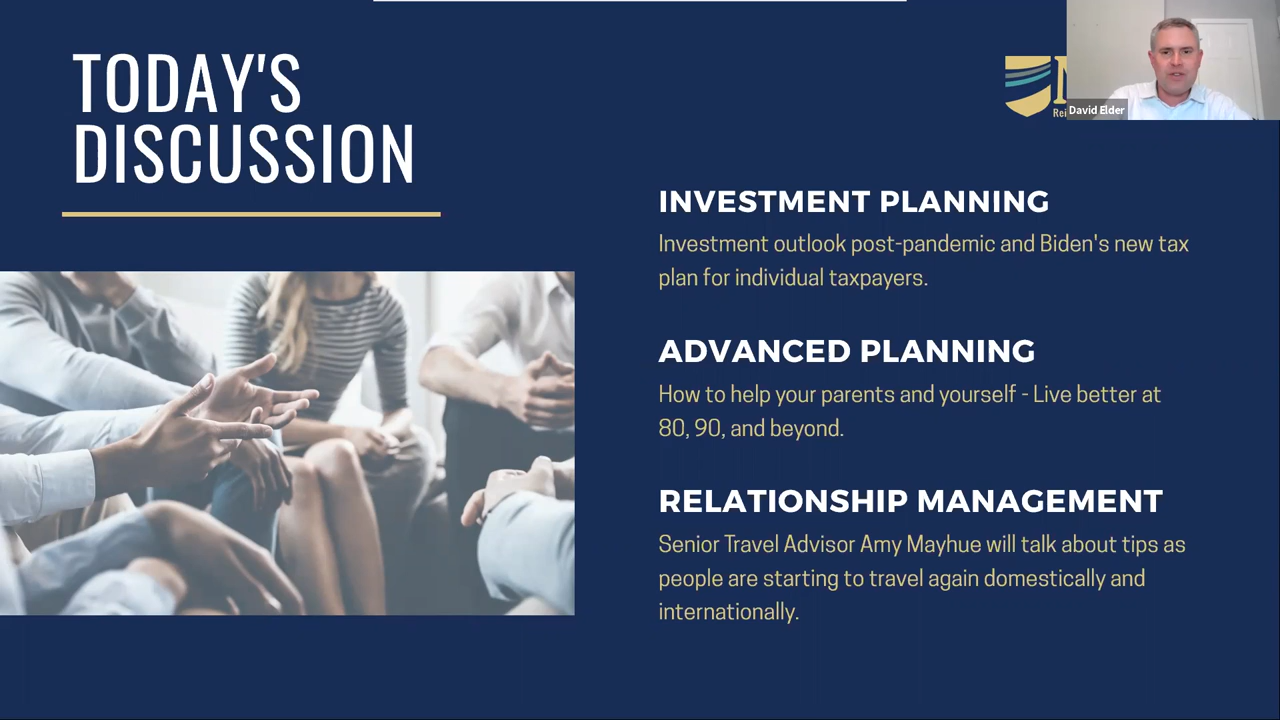 TODAY'S
DISCUSSION
David Elder
INVESTMENT PLANNING
Investment outlook post-pandemic and Biden's new tax
plan for individual taxpayers.
ADVANCED PLANNING
How to help your parents and yourself - Live better at
80, 90, and beyond.
RELATIONSHIP MANAGEMENT
Senior Travel Advisor Amy Mayhue will talk about tips as
people are starting to travel again domestically and
internationally.